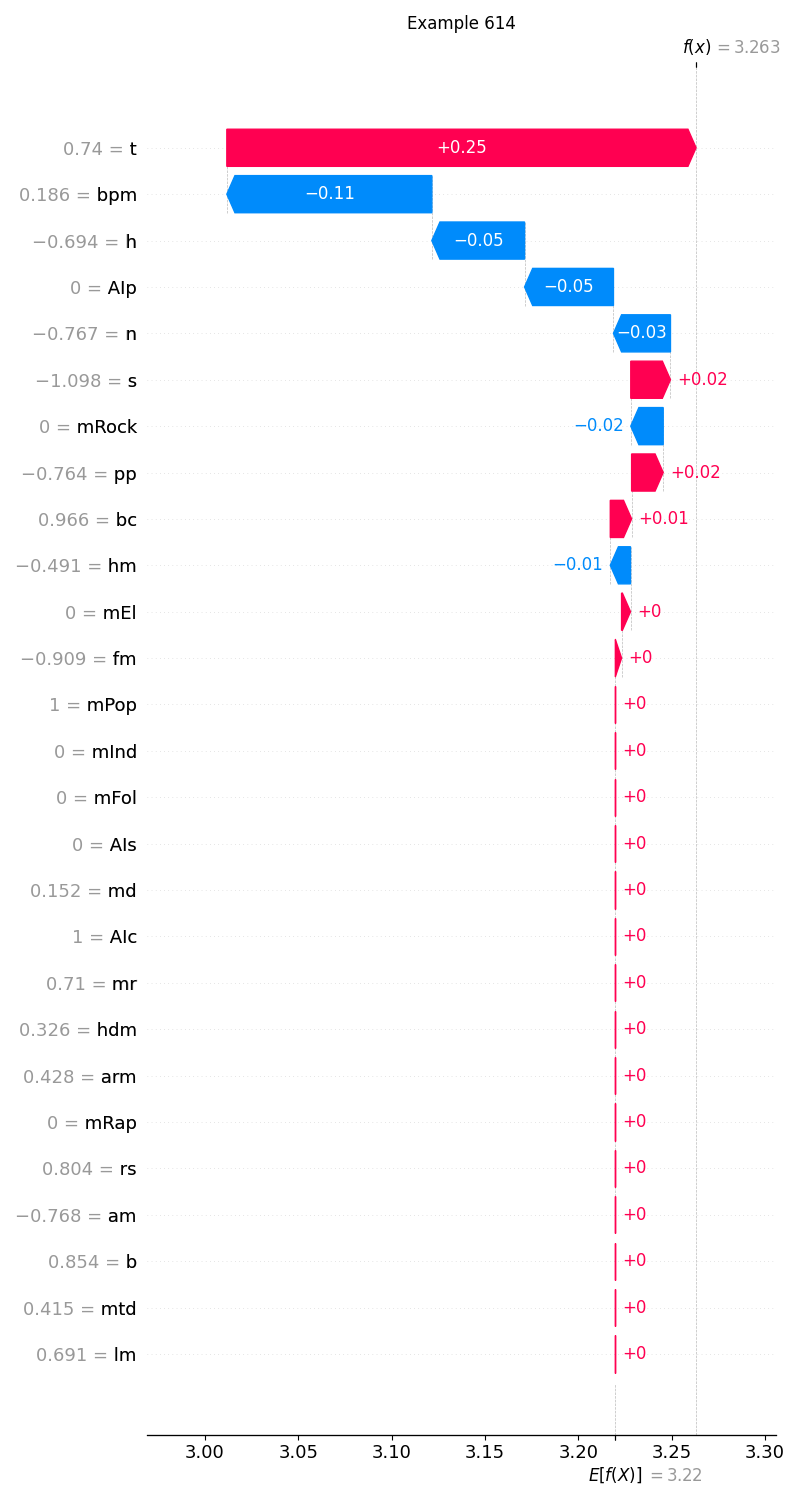 Example 614
f(x) = 3.263
0.74 = t +0.25
0.186 = bpm −0.11
−0.694 = h −0.05
0 = AIp −0.05
−0.767 = n −0.03
−1.098 = s +0.02
0 = mRock −0.02
−0.764 = pp +0.02
0.966 = bc +0.01
−0.491 = hm −0.01
0 = mEl +0
−0.909 = fm +0
1 = mPop +0
0 = mInd +0
0 = mFol +0
0 = AIs +0
0.152 = md +0
1 = AIc +0
0.71 = mr +0
0.326 = hdm +0
0.428 = arm +0
0 = mRap +0
0.804 = rs +0
−0.768 = am +0
0.854 = b +0
0.415 = mtd +0
0.691 = lm +0
3.00 3.05 3.10 3.15 3.20 3.25 3.30
E[f(X)] = 3.22